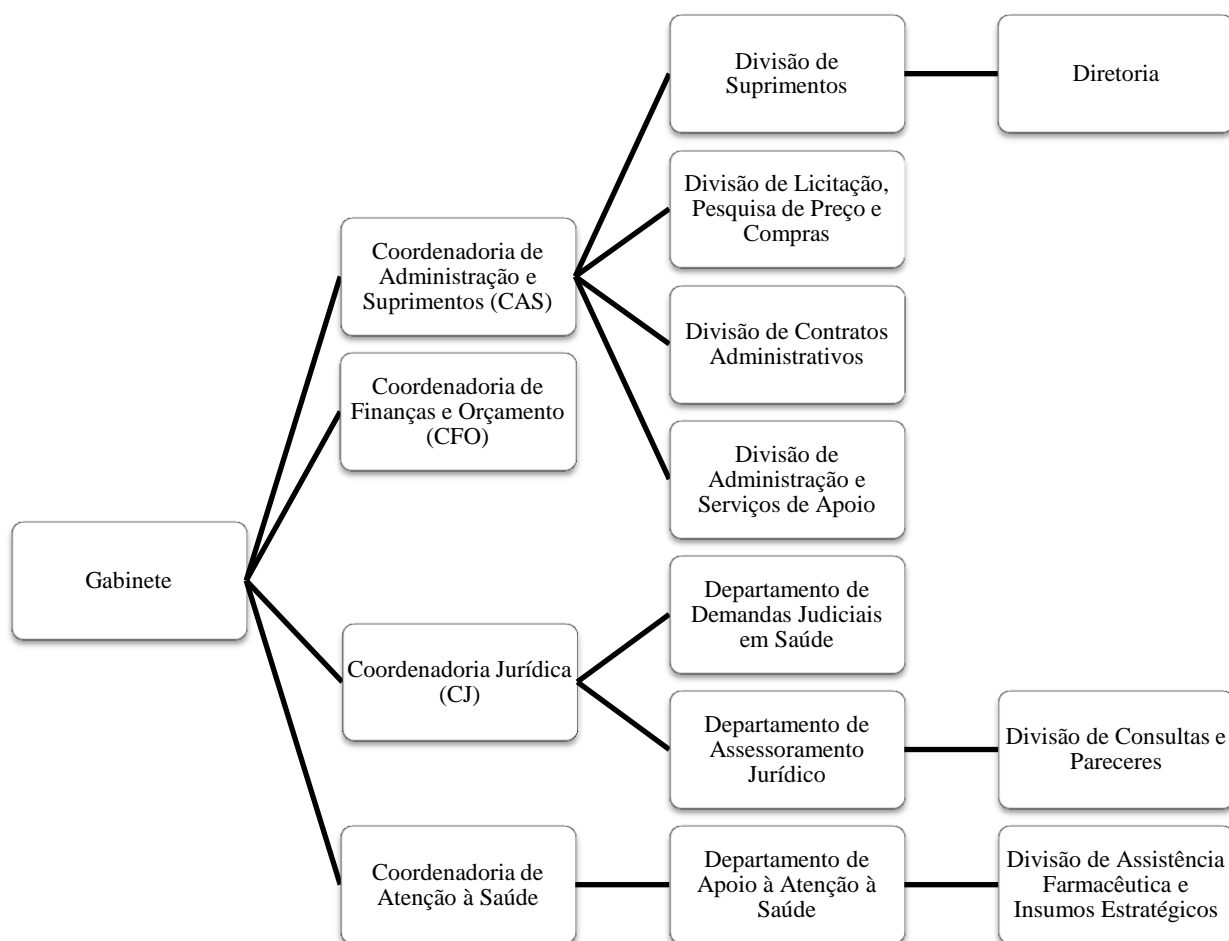 Divisão de
Suprimentos
Diretoria
Divisão de Licitação,
Pesquisa de Preço e
Compras
Coordenadoria de
Administração e
Suprimentos (CAS)
Divisão de Contratos
Administrativos
Coordenadoria de
Finanças e Orçamento
(CFO)
Divisão de
Administração e
Serviços de Apoio
Gabinete
Departamento de
Demandas Judiciais
em Saúde
Coordenadoria Jurídica
(CJ)
Departamento de
Assessoramento
Jurídico
Divisão de Consultas e
Pareceres
Coordenadoria de
Atenção à Saúde
Departamento de
Apoio à Atenção à
Saúde
Divisão de Assistência
Farmacêutica e
Insumos Estratégicos